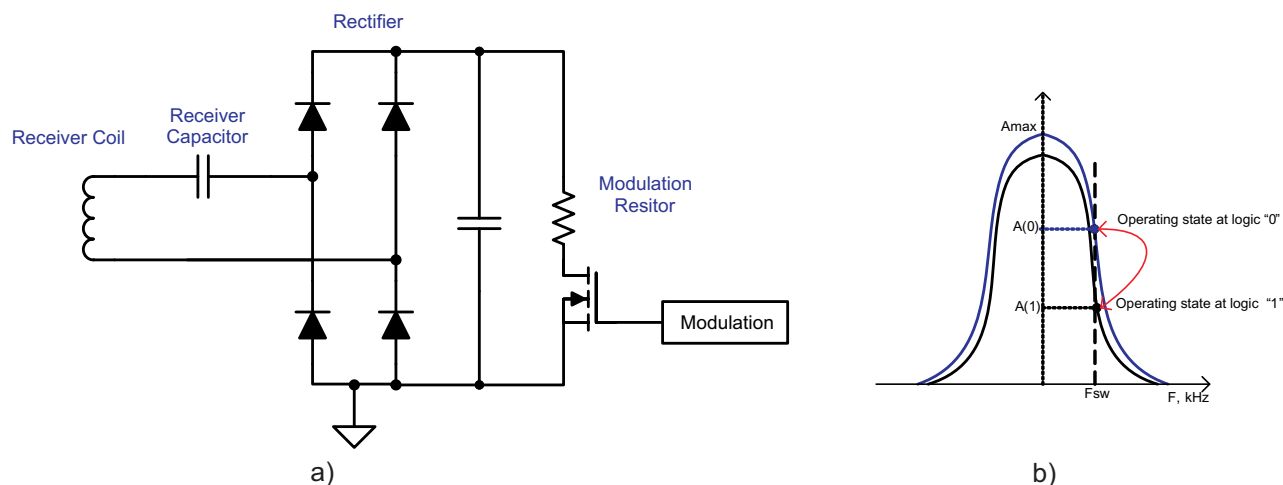 Rectifier
Receiver
Capacitor
Receiver Coil
Modulation
Resitor
Modulation
a)
Amax
A(0)
Operating state at logic “0”
A(1)
Operating state at logic “1”
Fsw
F, kHz
b)